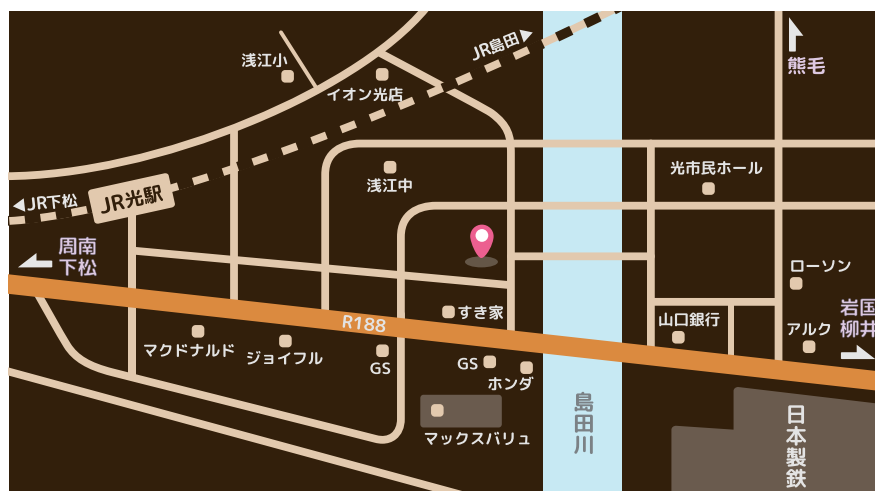 JR島田
浅江小
イオン光店
熊毛
光市民ホール
浅江中
JR光駅
JR下松
周南
下松
ローソン
岩国
柳井
すき家
R188
山口銀行
アルク
マクドナルド
ジョイフル
GS
GS
ホンダ
マックスバリュ
島田川
日本製鉄